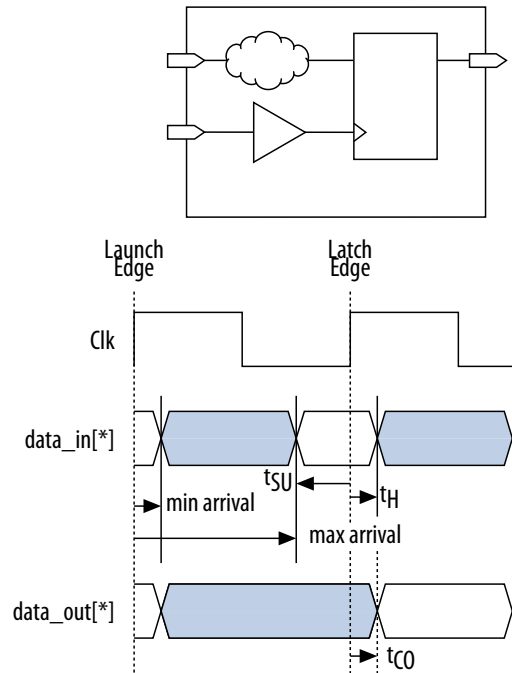 Launch
Edge
Latch
Edge
Clk
data_in[*]
tSU
tH
min arrival
max arrival
data_out[*]
tCO